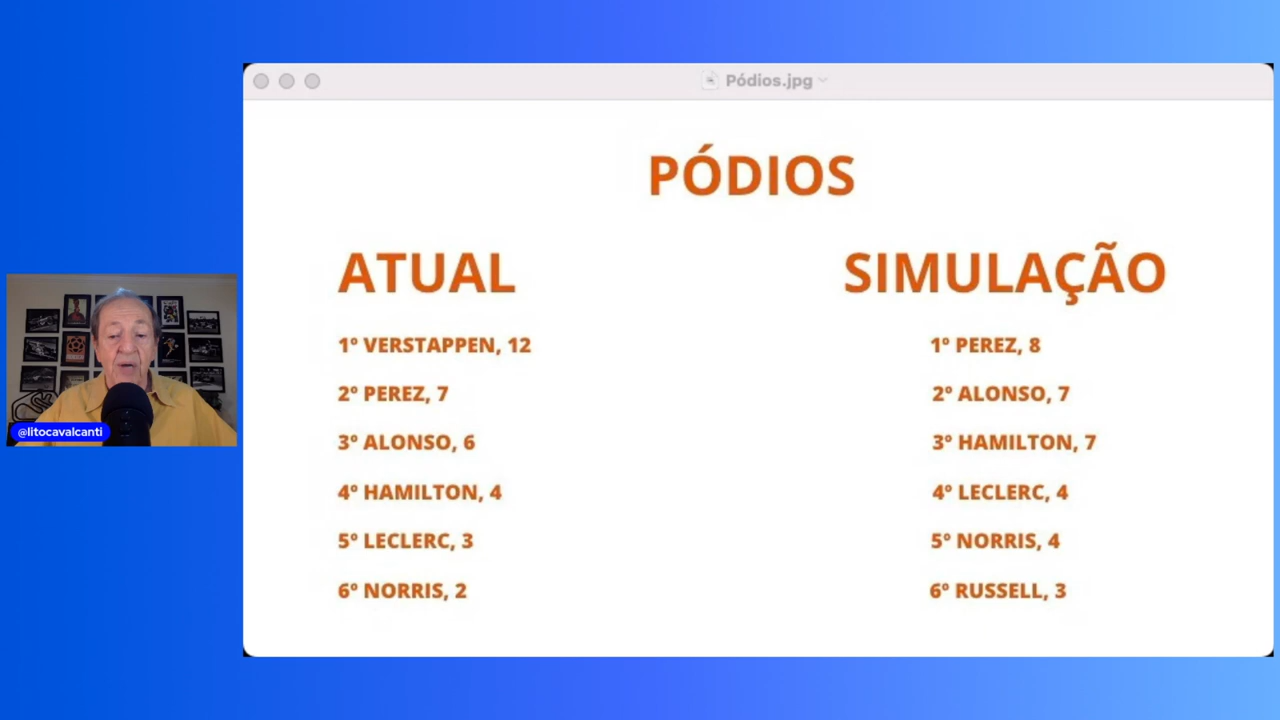 Pódios.jpg
PÓDIOS
ATUAL
1º VERSTAPPEN, 12
2º PEREZ, 7
3º ALONSO, 6
4º HAMILTON, 4
5º LECLERC, 3
6º NORRIS, 2
SIMULAÇÃO
1º PEREZ, 8
2º ALONSO, 7
3º HAMILTON, 7
4º LECLERC, 4
5º NORRIS, 4
6º RUSSELL, 3
@litocavalcanti